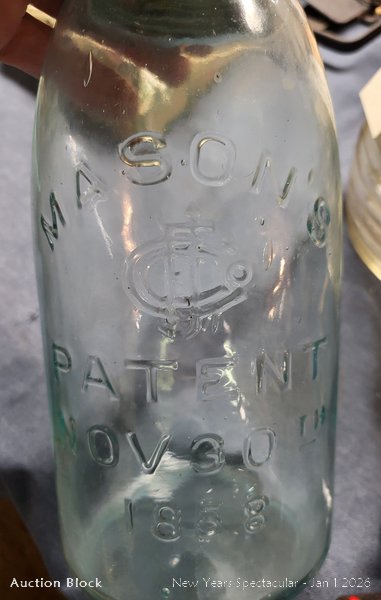 MASON'S
CFJCo
PATENT
NOV 30TH
1858
Auction Block
New Years Spectacular - Jan 1 2026